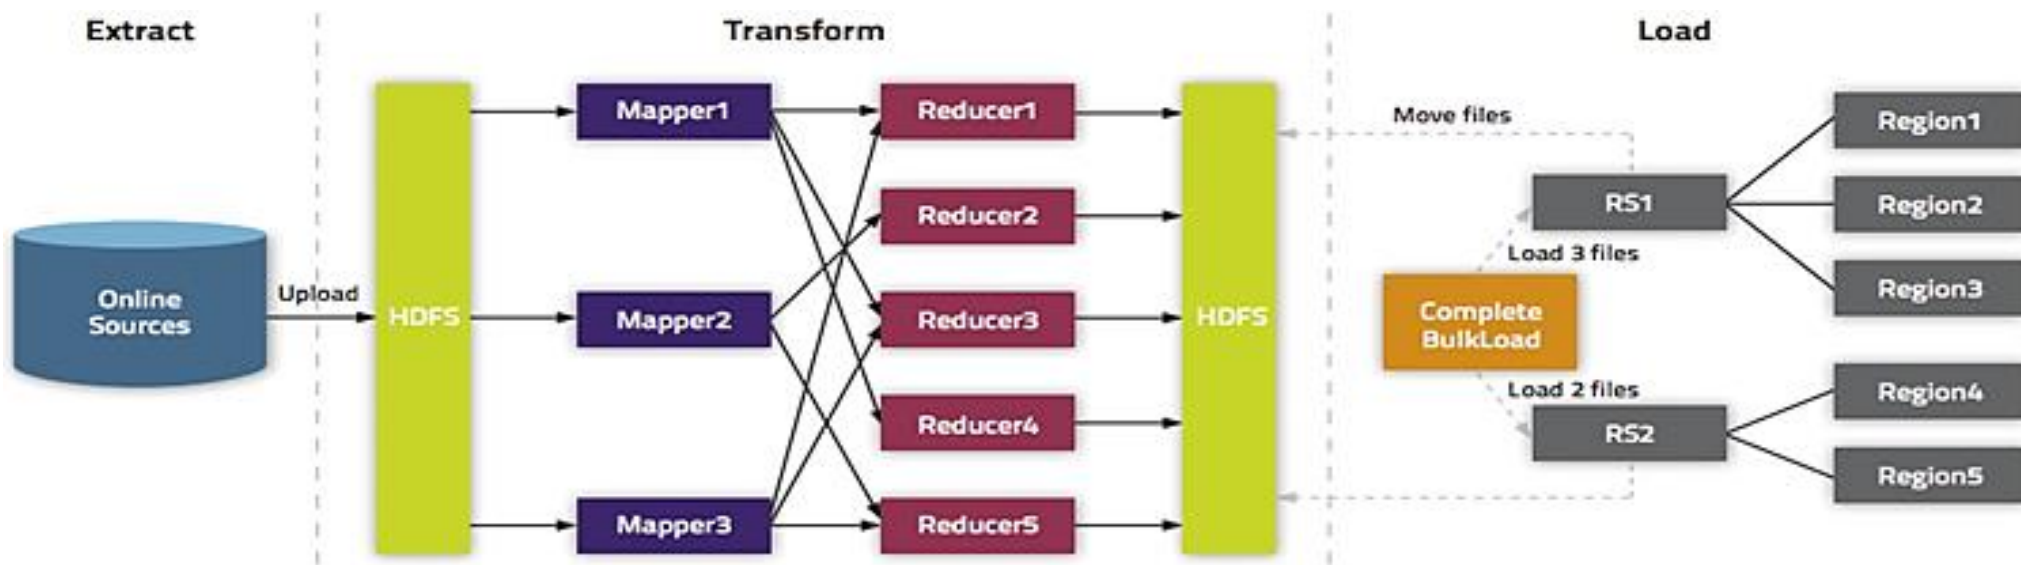 Extract
Transform
Load
Online
Sources
Upload
HDFS
Mapper1
Mapper2
Mapper3
Reducer1
Reducer2
Reducer3
Reducer4
Reducer5
HDFS
Move files
RS1
Load 3 files
Complete
BulkLoad
Load 2 files
RS2
Region1
Region2
Region3
Region4
Region5